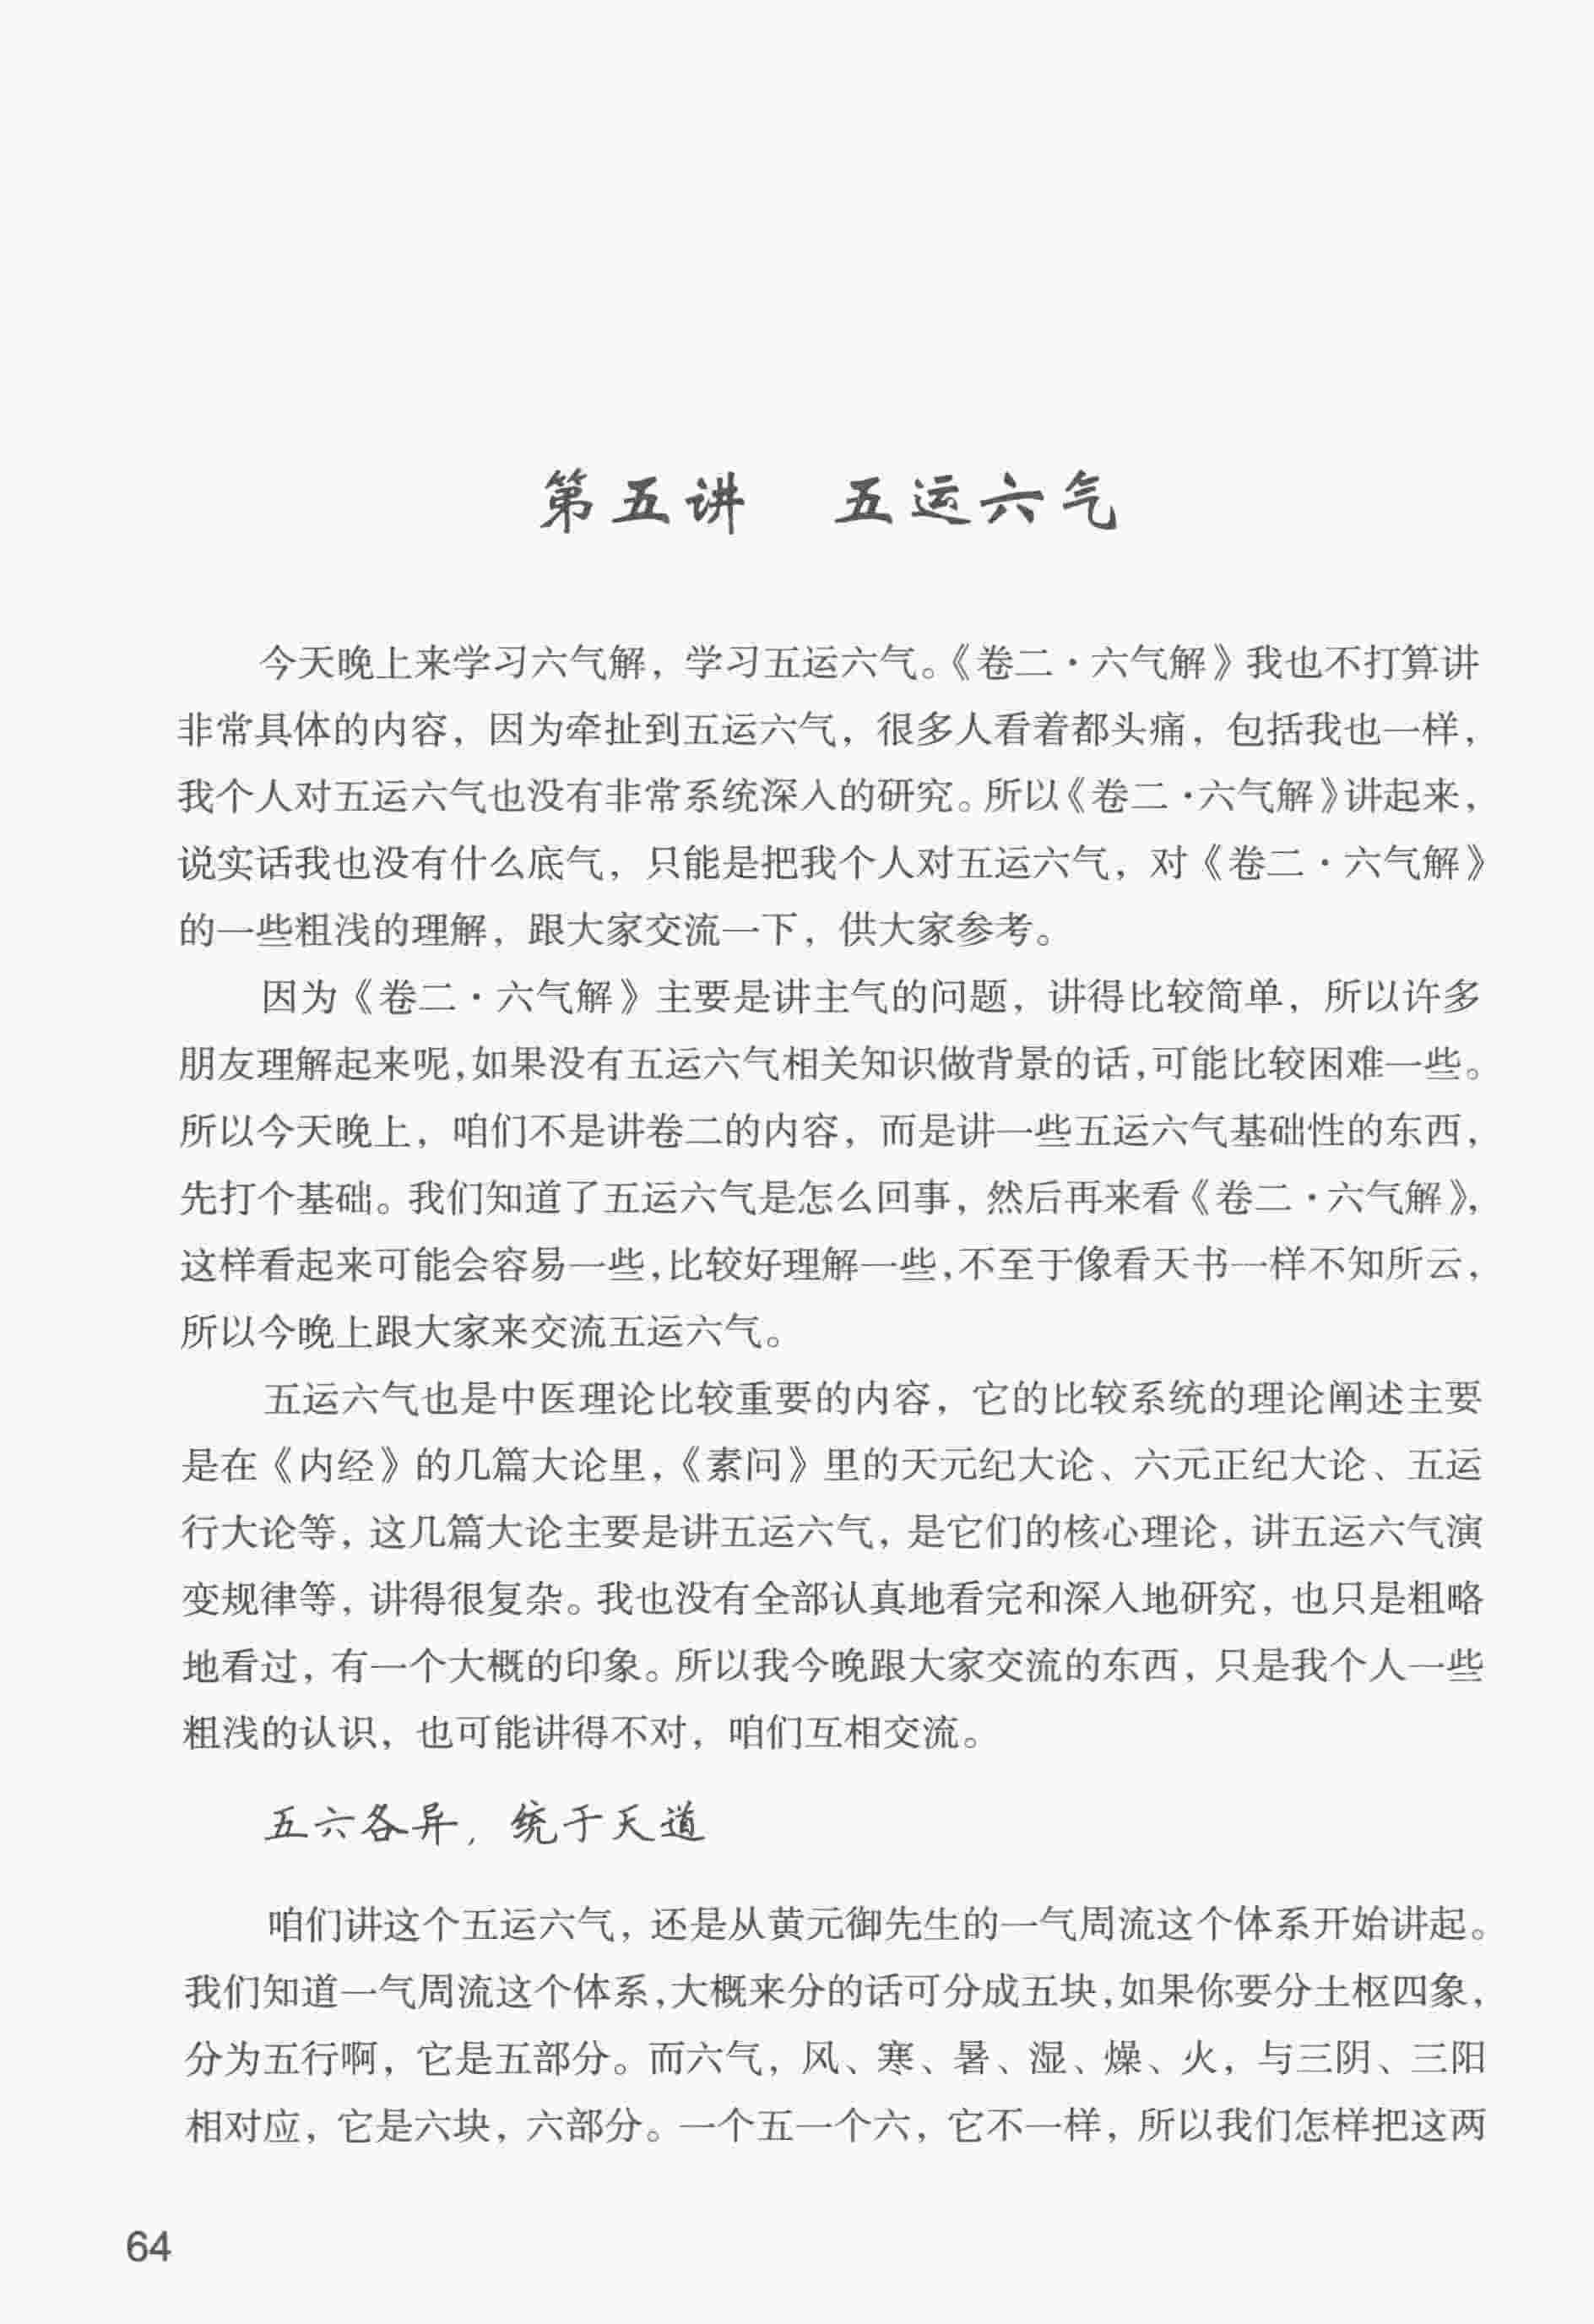 第五讲　五运六气
今天晚上来学习六气解，学习五运六气。《卷二·六气解》我也不打算讲
非常具体的内容，因为牵扯到五运六气，很多人看着都头痛，包括我也一样，
我个人对五运六气也没有非常系统深入的研究。所以《卷二·六气解》讲起来，
说实话我也没有什么底气，只能是把我个人对五运六气，对《卷二·六气解》
的一些粗浅的理解，跟大家交流一下，供大家参考。
因为《卷二·六气解》主要是讲主气的问题，讲得比较简单，所以许多
朋友理解起来呢，如果没有五运六气相关知识做背景的话，可能比较困难一些。
所以今天晚上，咱们不是讲卷二的内容，而是讲一些五运六气基础性的东西，
先打个基础。我们知道了五运六气是怎么回事，然后再来看《卷二·六气解》，
这样看起来可能会容易一些，比较好理解一些，不至于像看天书一样不知所云，
所以今晚上跟大家来交流五运六气。
五运六气也是中医理论比较重要的内容，它的比较系统的理论阐述主要
是在《内经》的几篇大论里，《素问》里的天元纪大论、六元正纪大论、五运
行大论等，这几篇大论主要是讲五运六气，是它们的核心理论，讲五运六气演
变规律等，讲得很复杂。我也没有全部认真地看完和深入地研究，也只是粗略
地看过，有一个大概的印象。所以我今晚跟大家交流的东西，只是我个人一些
粗浅的认识，也可能讲得不对，咱们互相交流。
五六各异，统于天道
咱们讲这个五运六气，还是从黄元御先生的一气周流这个体系开始讲起。
我们知道一气周流这个体系，大概来分的话可分成五块，如果你要分土枢四象，
分为五行啊，它是五部分。而六气，风、寒、暑、湿、燥、火，与三阴、三阳
相对应，它是六块，六部分。一个五一个六，它不一样，所以我们怎样把这两
64